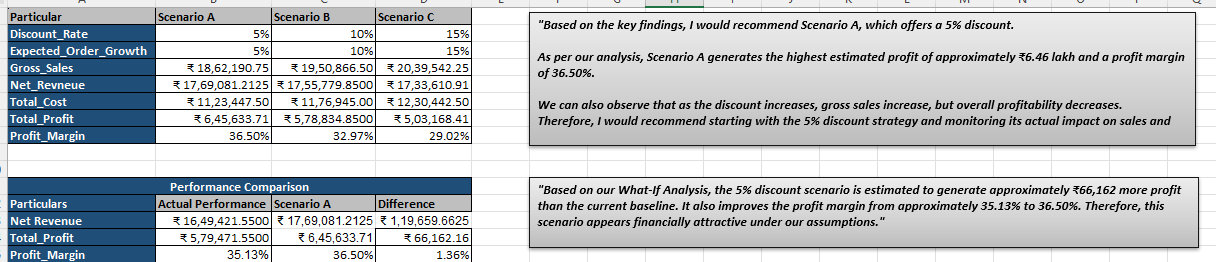 Particular Scenario A Scenario B Scenario C
Discount_Rate 5% 10% 15%
Expected_Order_Growth 5% 10% 15%
Gross_Sales ₹ 18,62,190.75 ₹ 19,50,866.50 ₹ 20,39,542.25
Net_Revneue ₹ 17,69,081.2125 ₹ 17,55,779.8500 ₹ 17,33,610.91
Total_Cost ₹ 11,23,447.50 ₹ 11,76,945.00 ₹ 12,30,442.50
Total_Profit ₹ 6,45,633.71 ₹ 5,78,834.8500 ₹ 5,03,168.41
Profit_Margin 36.50% 32.97% 29.02%
"Based on the key findings, I would recommend Scenario A, which offers a 5% discount.
As per our analysis, Scenario A generates the highest estimated profit of approximately ₹6.46 lakh and a profit margin
of 36.50%.
We can also observe that as the discount increases, gross sales increase, but overall profitability decreases.
Therefore, I would recommend starting with the 5% discount strategy and monitoring its actual impact on sales and
Performance Comparison
Particulars Actual Performance Scenario A Difference
Net Revenue ₹ 16,49,421.5500 ₹ 17,69,081.2125 ₹ 1,19,659.6625
Total_Profit ₹ 5,79,471.5500 ₹ 6,45,633.71 ₹ 66,162.16
Profit_Margin 35.13% 36.50% 1.36%
"Based on our What-If Analysis, the 5% discount scenario is estimated to generate approximately ₹66,162 more profit
than the current baseline. It also improves the profit margin from approximately 35.13% to 36.50%. Therefore, this
scenario appears financially attractive under our assumptions."